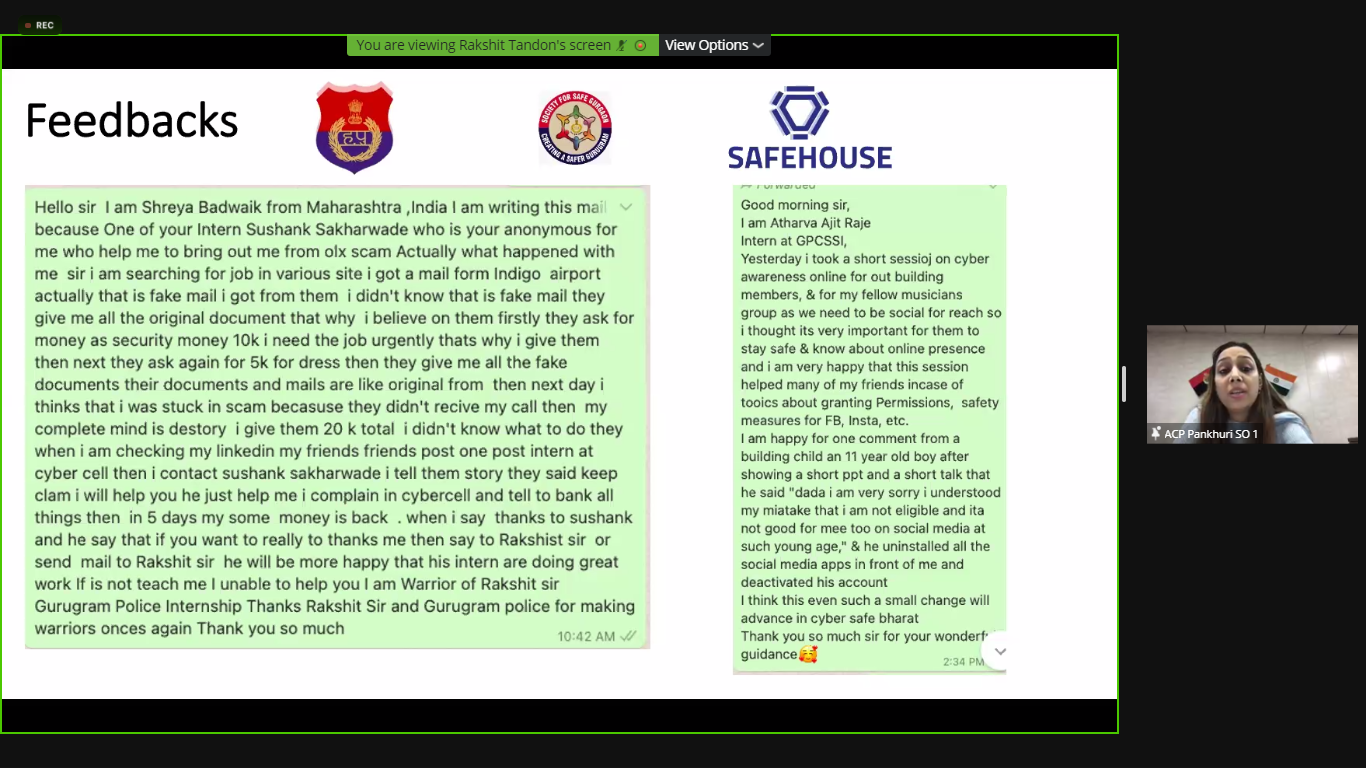 REC
You are viewing Rakshit Tandon's screen
View Options
Feedbacks
हपु
SOCIETY FOR SAFE GURGAON
CREATING A SAFER GURUGRAM
SAFEHOUSE
Hello sir I am Shreya Badwaik from Maharashtra ,India I am writing this mail
because One of your Intern Sushank Sakharwade who is your anonymous for
me who help me to bring out me from olx scam Actually what happened with
me sir i am searching for job in various site i got a mail form Indigo airport
actually that is fake mail i got from them i didn't know that is fake mail they
give me all the original document that why i believe on them firstly they ask for
money as security money 10k i need the job urgently thats why i give them
then next they ask again for 5k for dress then they give me all the fake
documents their documents and mails are like original from then next day i
thinks that i was stuck in scam becasuse they didn't recive my call then my
complete mind is destory i give them 20 k total i didn't know what to do they
when i am checking my linkedin my friends friends post one post intern at
cyber cell then i contact sushank sakharwade i tell them story they said keep
clam i will help you he just help me i complain in cybercell and tell to bank all
things then in 5 days my some money is back . when i say thanks to sushank
and he say that if you want to really to thanks me then say to Rakshist sir or
send mail to Rakshit sir he will be more happy that his intern are doing great
work If is not teach me I unable to help you I am Warrior of Rakshit sir
Gurugram Police Internship Thanks Rakshit Sir and Gurugram police for making
warriors onces again Thank you so much
10:42 AM
Forwarded
Good morning sir,
I am Atharva Ajit Raje
Intern at GPCSSI,
Yesterday i took a short sessioj on cyber
awareness online for out building
members, & for my fellow musicians
group as we need to be social for reach so
i thought its very important for them to
stay safe & know about online presence
and i am very happy that this session
helped many of my friends incase of
tooics about granting Permissions, safety
measures for FB, Insta, etc.
I am happy for one comment from a
building child an 11 year old boy after
showing a short ppt and a short talk that
he said "dada i am very sorry i understood
my miatake that i am not eligible and ita
not good for mee too on social media at
such young age," & he uninstalled all the
social media apps in front of me and
deactivated his account
I think this even such a small change will
advance in cyber safe bharat
Thank you so much sir for your wonderf
guidance🥰
2:34 PM
ACP Pankhuri SO 1